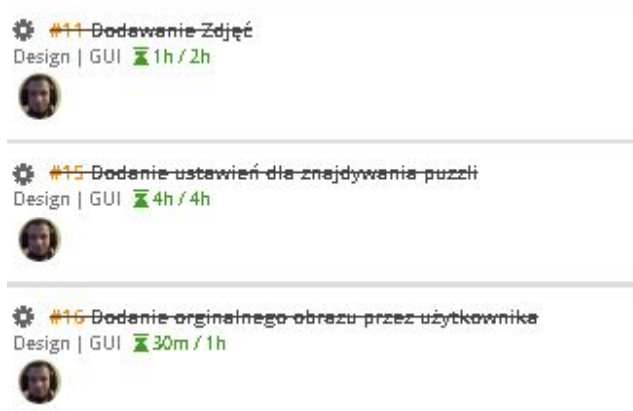 #11 Dodawanie Zdjęć
Design | GUI 1h / 2h
#15 Dodanie ustawień dla znajdywania puzzli
Design | GUI 4h / 4h
#16 Dodanie orginalnego obrazu przez użytkownika
Design | GUI 30m / 1h